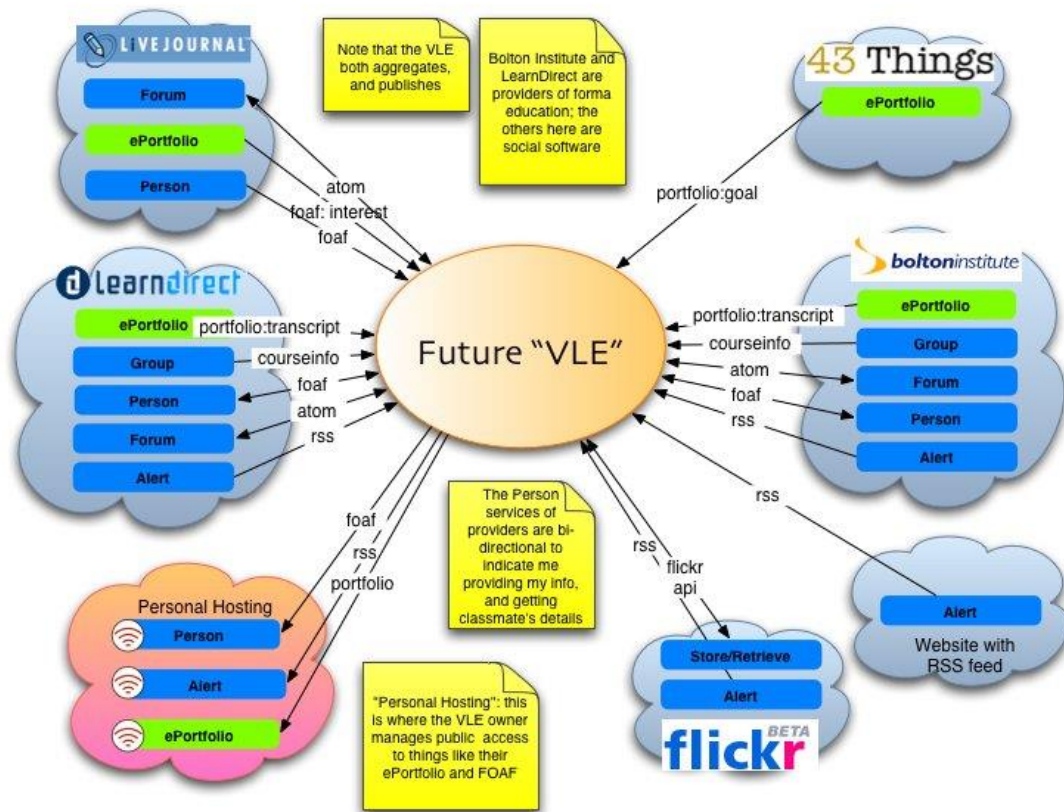 LiVEJOURNAL
Forum
ePortfolio
Person
atom
foaf: interest
foaf
Note that the VLE
both aggregates,
and publishes
Bolton Institute and
LearnDirect are
providers of forma
education; the
others here are
social software
43 Things
ePortfolio
portfolio:goal
learndirect
ePortfolio
Group
Person
Forum
Alert
portfolio:transcript
courseinfo
foaf
atom
rss
Future “VLE”
boltoninstitute
ePortfolio
Group
Forum
Person
Alert
portfolio:transcript
courseinfo
atom
foaf
rss
foaf
rss
portfolio
Personal Hosting
Person
Alert
ePortfolio
The Person
services of
providers are bi-
directional to
indicate me
providing my info,
and getting
classmate's details
"Personal Hosting": this
is where the VLE owner
manages public access
to things like their
ePortfolio and FOAF
rss
flickr
api
Store/Retrieve
Alert
BETA
flickr
rss
Alert
Website with
RSS feed